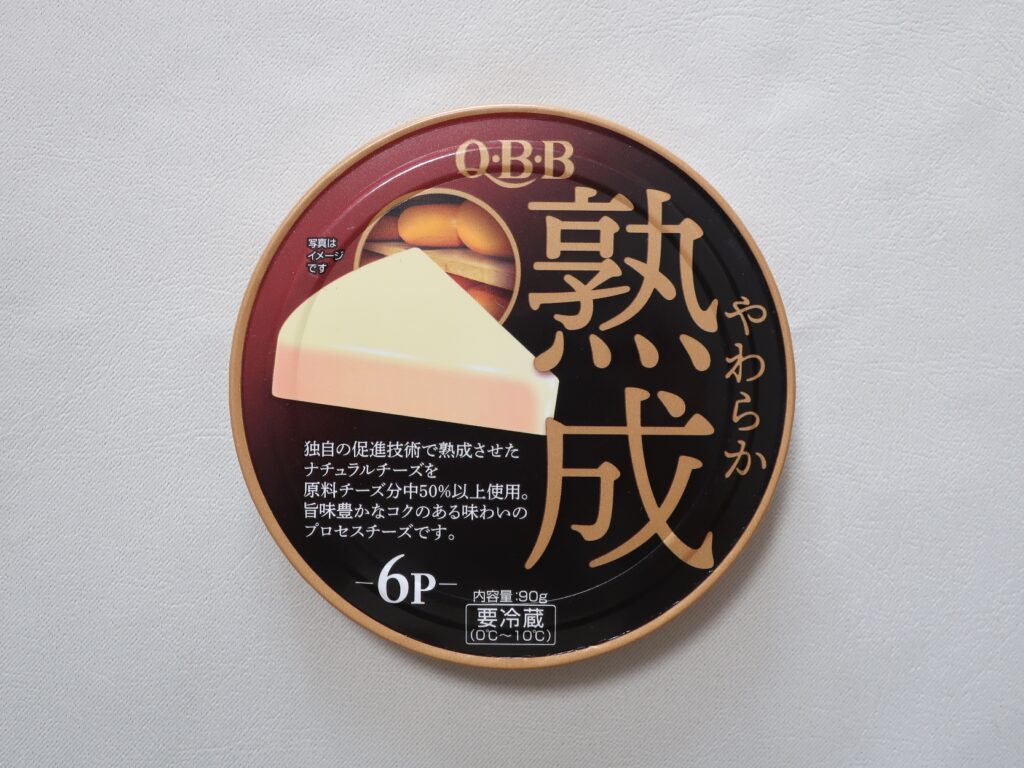 Q·B·B
熟成
やわらか
写真は
イメージ
です
独自の促進技術で熟成させた
ナチュラルチーズを
原料チーズ分中50%以上使用。
旨味豊かなコクのある味わいの
プロセスチーズです。
6P
内容量:90g
要冷蔵
(0℃〜10℃)